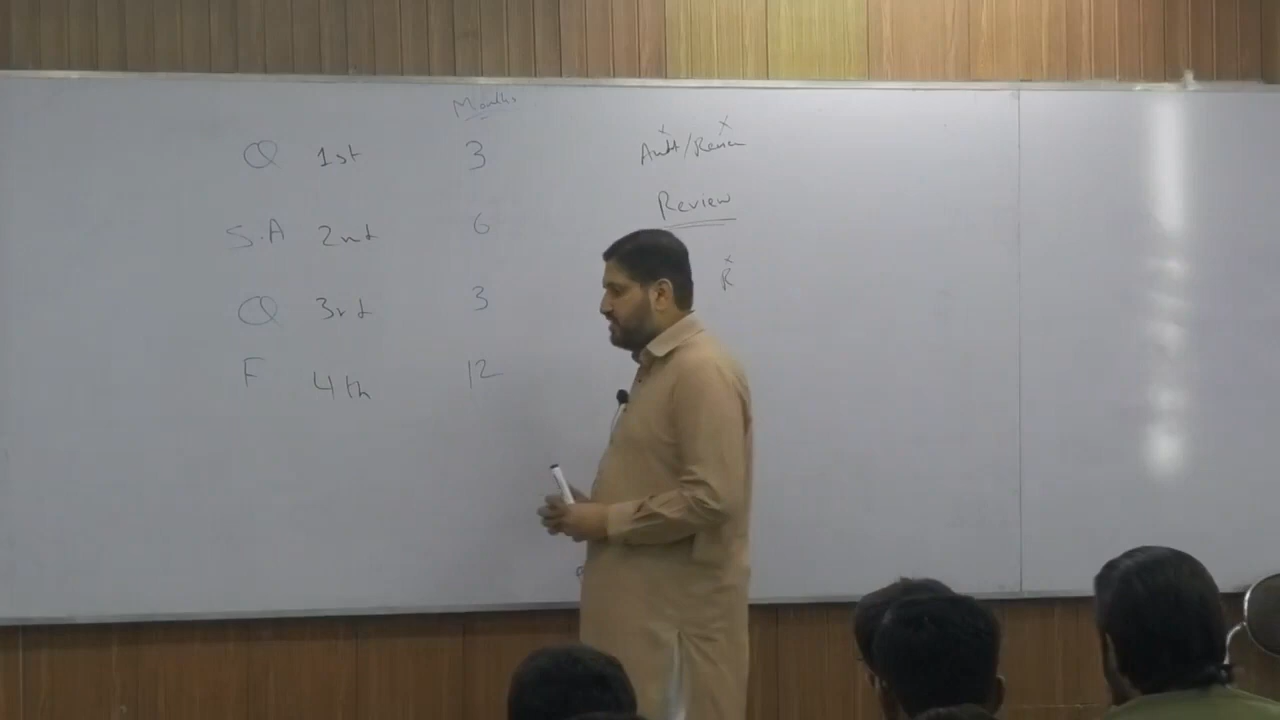 Months
Q 1st 3 Audit/Review
S.A 2nd 6 Review
Q 3rd 3 R
F 4th 12